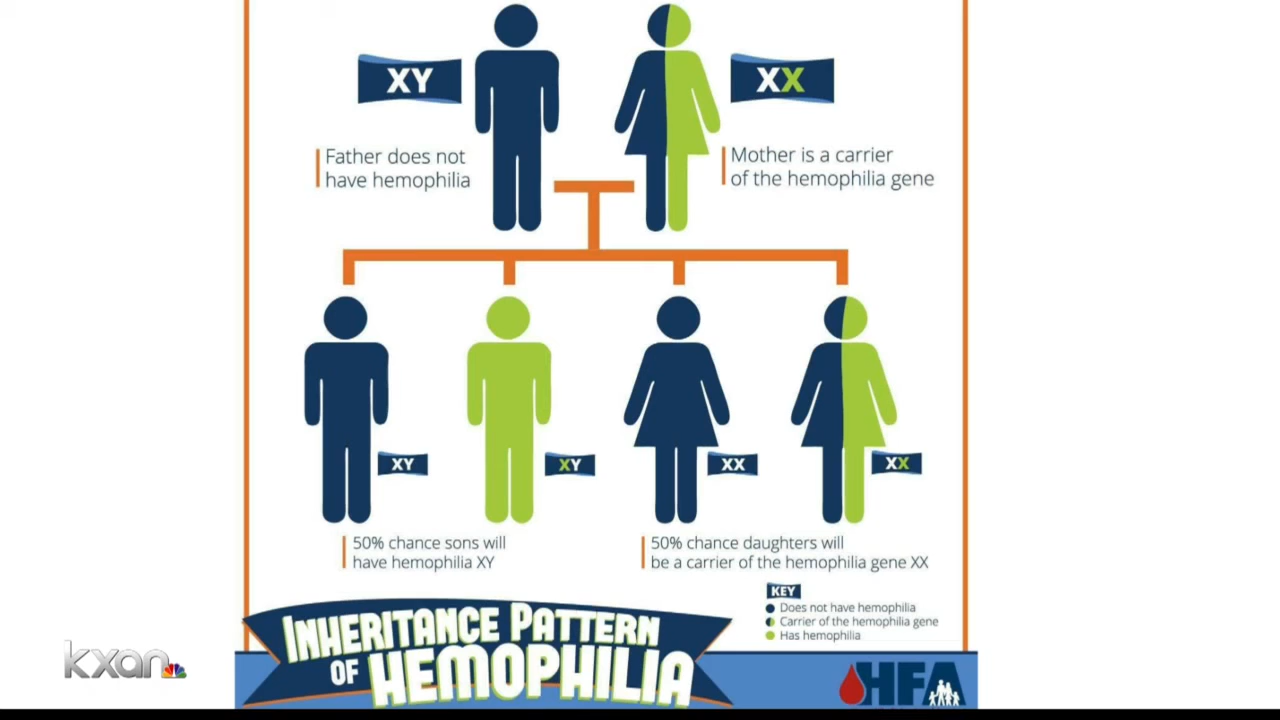 XY
XX
Father does not
have hemophilia
Mother is a carrier
of the hemophilia gene
XY
XY
XX
XX
50% chance sons will
have hemophilia XY
50% chance daughters will
be a carrier of the hemophilia gene XX
KEY
Does not have hemophilia
Carrier of the hemophilia gene
Has hemophilia
INHERITANCE PATTERN
OF HEMOPHILIA
kxan
HFA